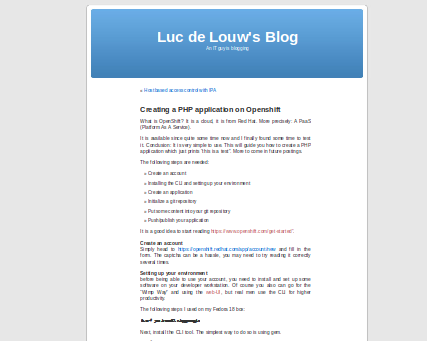 Luc de Louw's Blog
An IT guy is blogging
« Host based access control with IPA
Creating a PHP application on Openshift
What is OpenShift? It is a cloud, it is from Red Hat. More precisely: A PaaS
(Platform As A Service).
It is available since quite some time now and I finally found some time to test
it. Conclusion: It is very simple to use. This will guide you how to create a PHP
application which just prints "this is a test". More to come in future postings.
The following steps are needed:
» Create an account
» Installing the CLI and setting up your environment
» Create an application
» Initialize a git repository
» Put some content into your git repository
» Push/publish your application
It is a good idea to start reading https://www.openshift.com/get-started/.
Create an account
Simply head to https://openshift.redhat.com/app/account/new and fill in the
form. The captcha can be a hassle, you may need to try reading it correctly
several times.
Setting up your environment
before being able to use your account, you need to install and set up some
software on your developer workstation. Of course you also can go for the
"Wimp Way" and using the web-UI, but real men use the CLI for higher
productivity.
The following steps I used on my Fedora 18 box:
Next, install the CLI tool. The simplest way to do so is using gem.